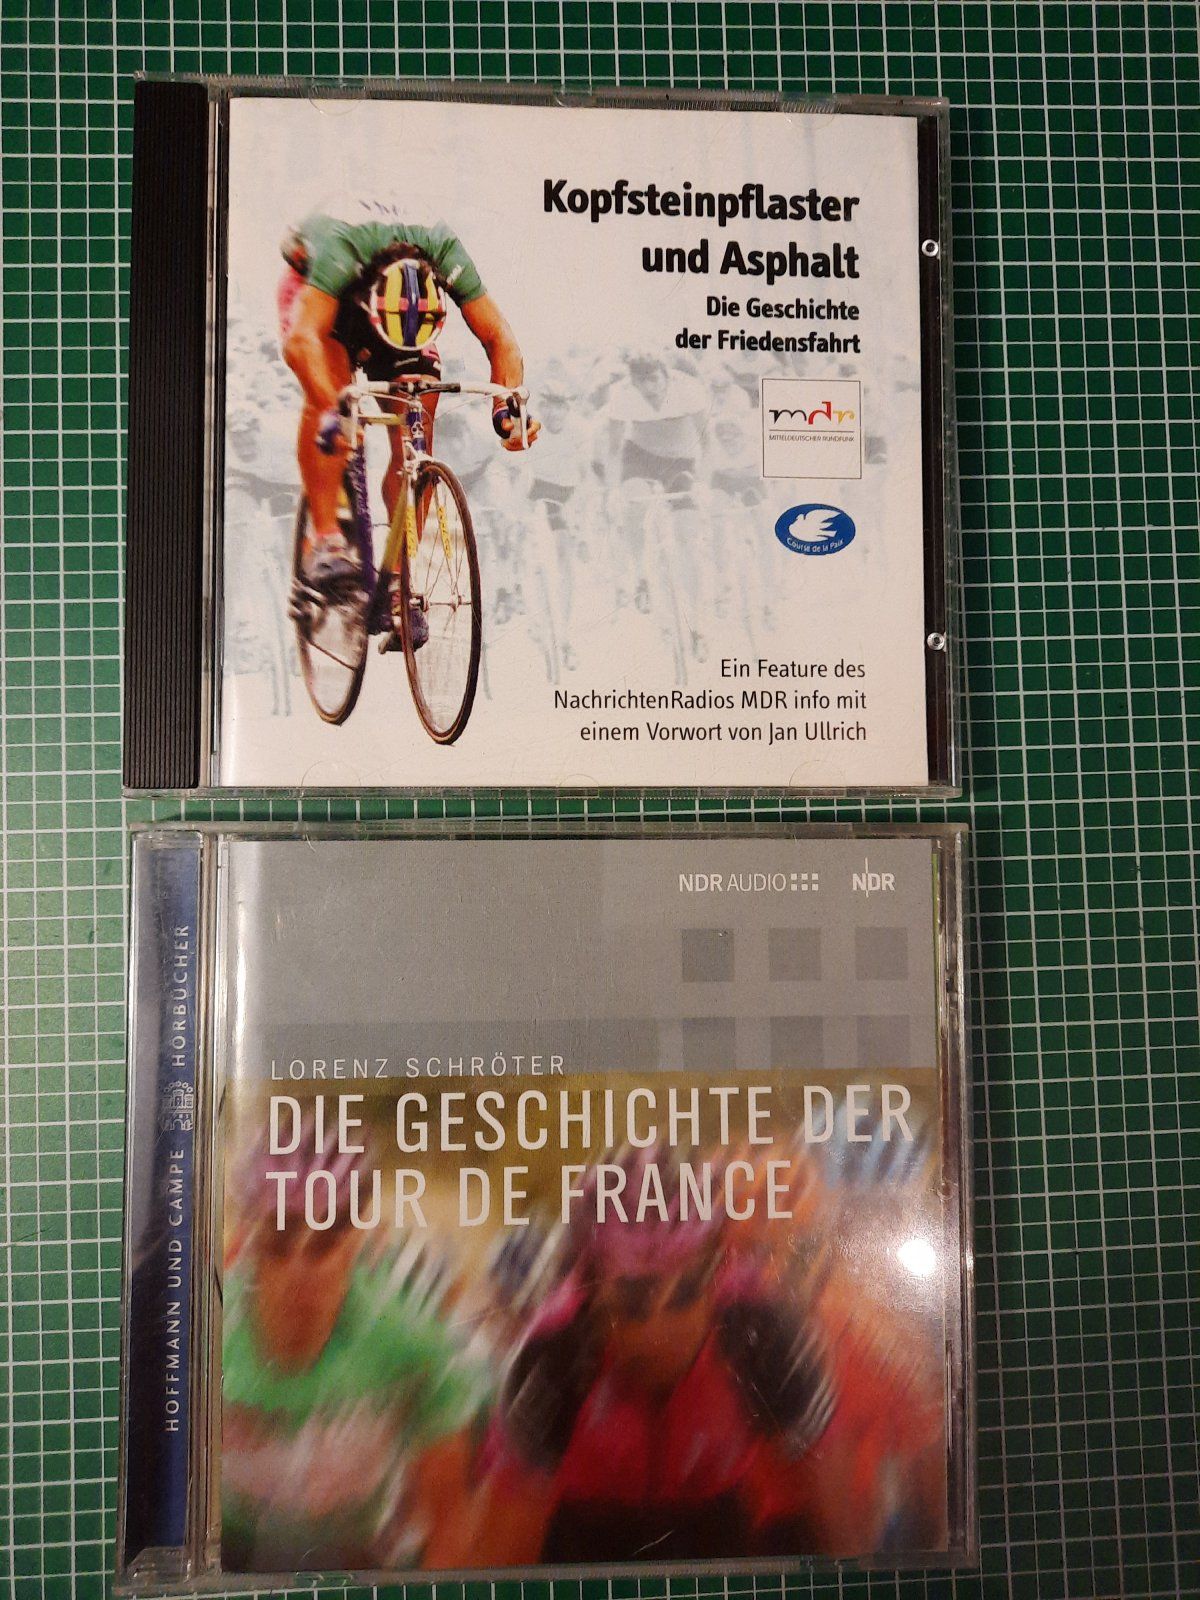 Kopfsteinpflaster
und Asphalt
Die Geschichte
der Friedensfahrt
mdr
MITTELDEUTSCHER RUNDFUNK
Course de la Paix
Ein Feature des
NachrichtenRadios MDR info mit
einem Vorwort von Jan Ullrich
NDR AUDIO
NDR
HOFFMANN UND CAMPE HÖRBÜCHER
LORENZ SCHRÖTER
DIE GESCHICHTE DER
TOUR DE FRANCE